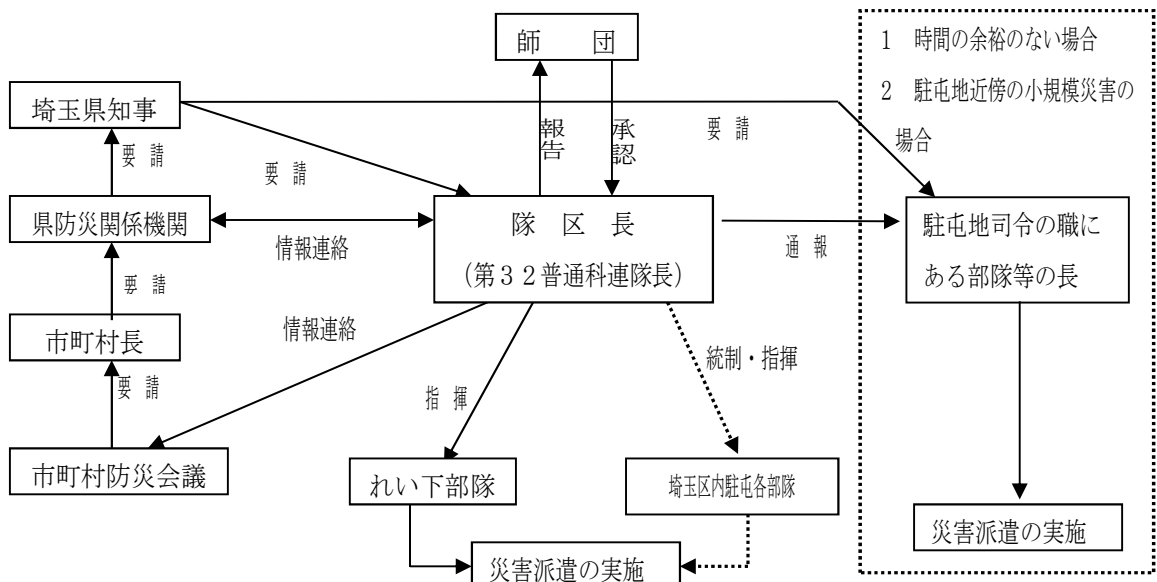 師　団
1　時間の余裕のない場合
2　駐屯地近傍の小規模災害の
場合
埼玉県知事
報告
承認
要請
要請
要請
県防災関係機関
情報連絡
隊　区　長
(第３２普通科連隊長)
通　報
駐屯地司令の職に
ある部隊等の長
要請
市町村長
情報連絡
統制・指揮
要請
指　揮
市町村防災会議
れい下部隊
埼玉区内駐屯各部隊
災害派遣の実施
災害派遣の実施